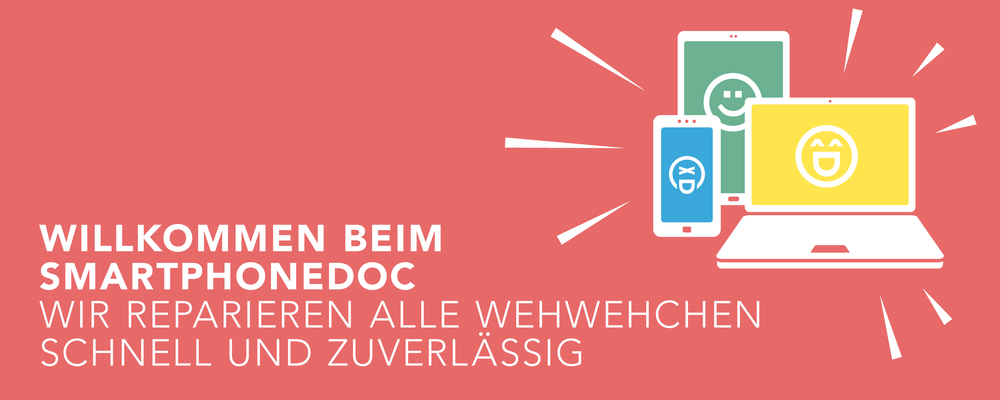 WILLKOMMEN BEIM
SMARTPHONEDOC
WIR REPARIEREN ALLE WEHWEHCHEN
SCHNELL UND ZUVERLÄSSIG